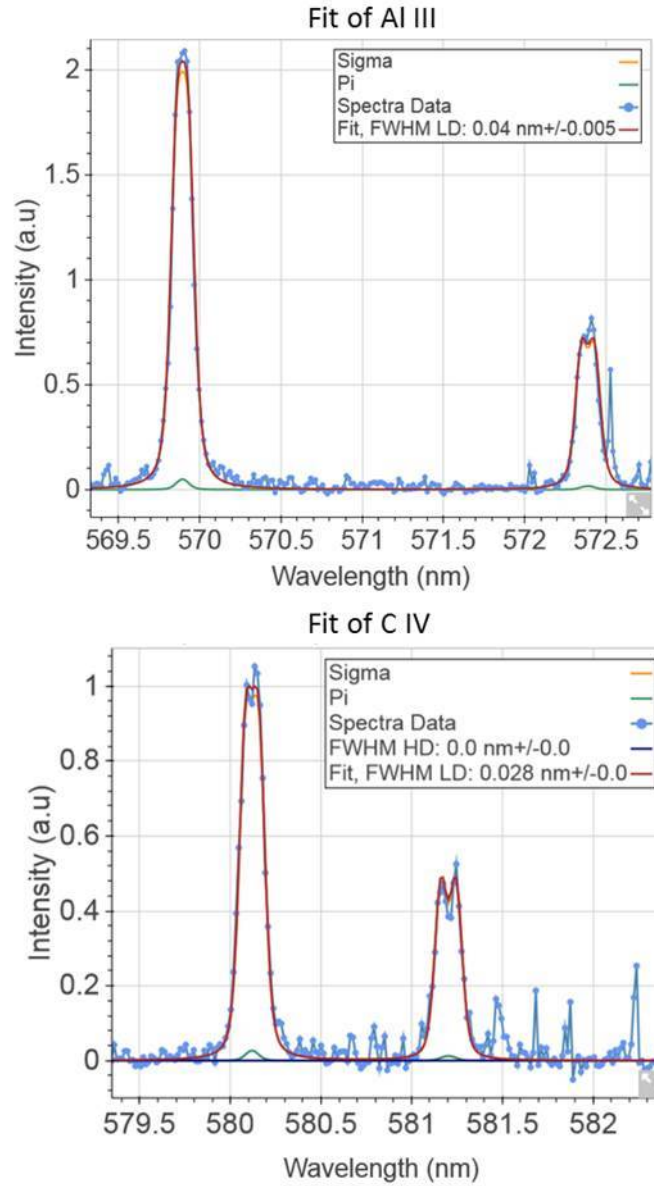 Fit of Al III
Sigma
Pi
Spectra Data
Fit, FWHM LD: 0.04 nm+/-0.005
2
1.5
1
0.5
0
Intensity (a.u)
569.5 570 570.5 571 571.5 572 572.5
Wavelength (nm)
Fit of C IV
Sigma
Pi
Spectra Data
FWHM HD: 0.0 nm+/-0.0
Fit, FWHM LD: 0.028 nm+/-0.0
1
0.8
0.6
0.4
0.2
0
Intensity (a.u)
579.5 580 580.5 581 581.5 582
Wavelength (nm)